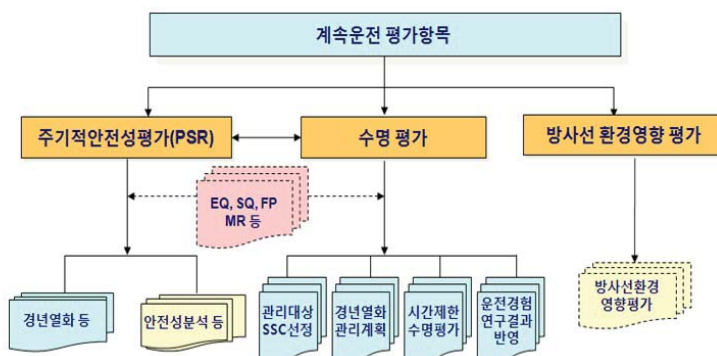 계속운전 평가항목
주기적안전성평가(PSR)
수명 평가
방사선 환경영향 평가
EQ, SQ, FP
MR 등
경년열화 등
안전성분석 등
관리대상
SSC선정
경년열화
관리계획
시간제한
수명평가
운전경험
연구결과
반영
방사선환경
영향평가